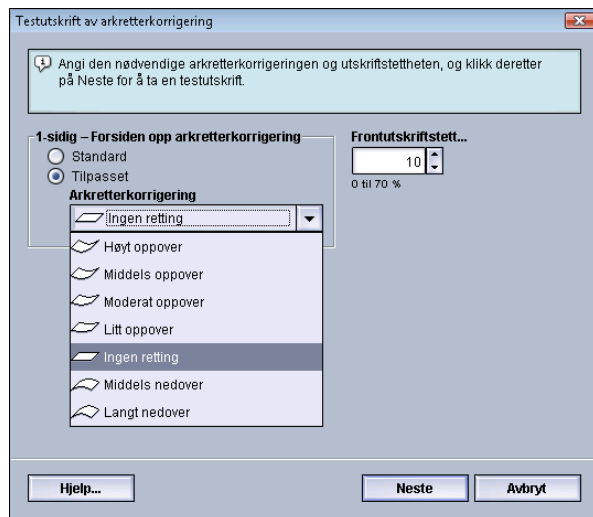 Testutskrift av arkretterkorrigering
Angi den nødvendige arkretterkorrigeringen og utskriftstettheten, og klikk deretter
på Neste for å ta en testutskrift.
1-sidig – Forsiden opp arkretterkorrigering
Standard
Tilpasset
Arkretterkorrigering
Ingen retting
Høyt oppover
Middels oppover
Moderat oppover
Litt oppover
Ingen retting
Middels nedover
Langt nedover
Frontutskriftstett...
10
0 til 70 %
Hjelp...
Neste
Avbryt